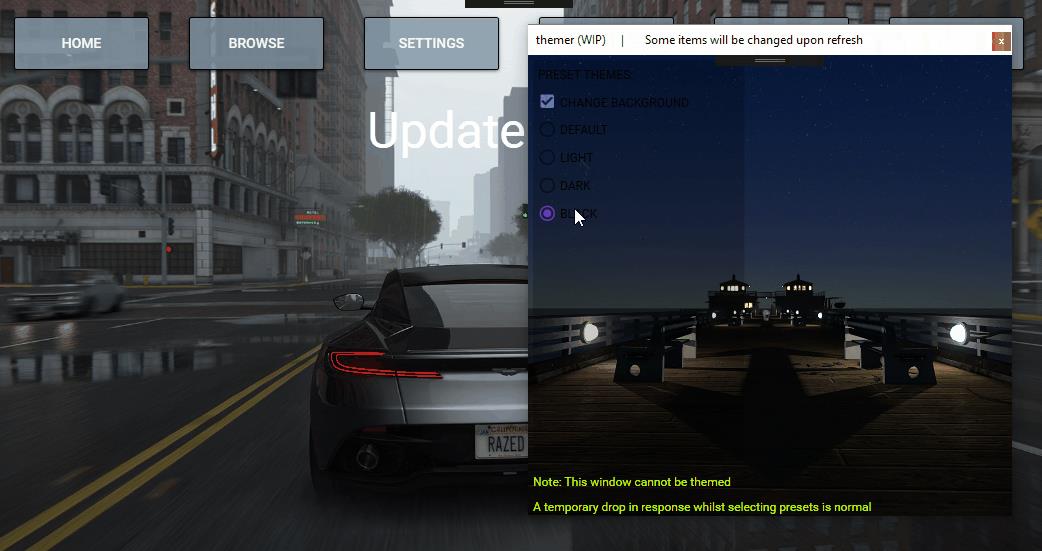 HOME
BROWSE
SETTINGS
themer (WIP) | Some items will be changed upon refresh
x
PRESET THEMES:
CHANGE BACKGROUND
DEFAULT
LIGHT
DARK
BLACK
Update
RAZED
Note: This window cannot be themed
A temporary drop in response whilst selecting presets is normal